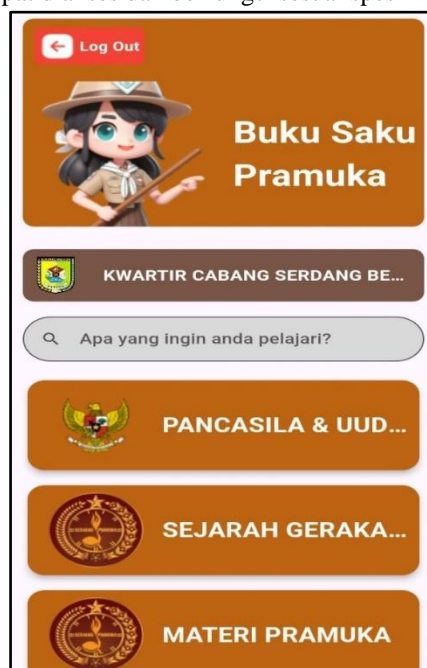 Log Out
Buku Saku
Pramuka
KWARTIR CABANG SERDANG BE...
Apa yang ingin anda pelajari?
PANCASILA & UUD...
SEJARAH GERAKA...
MATERI PRAMUKA